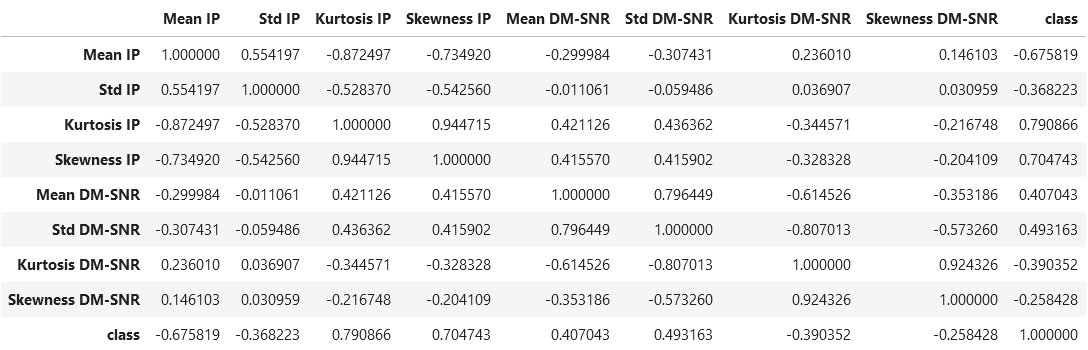 Mean IP Std IP Kurtosis IP Skewness IP Mean DM-SNR Std DM-SNR Kurtosis DM-SNR Skewness DM-SNR class
Mean IP 1.000000 0.554197 -0.872497 -0.734920 -0.299984 -0.307431 0.236010 0.146103 -0.675819
Std IP 0.554197 1.000000 -0.528370 -0.542560 -0.011061 -0.059486 0.036907 0.030959 -0.368223
Kurtosis IP -0.872497 -0.528370 1.000000 0.944715 0.421126 0.436362 -0.344571 -0.216748 0.790866
Skewness IP -0.734920 -0.542560 0.944715 1.000000 0.415570 0.415902 -0.328328 -0.204109 0.704743
Mean DM-SNR -0.299984 -0.011061 0.421126 0.415570 1.000000 0.796449 -0.614526 -0.353186 0.407043
Std DM-SNR -0.307431 -0.059486 0.436362 0.415902 0.796449 1.000000 -0.807013 -0.573260 0.493163
Kurtosis DM-SNR 0.236010 0.036907 -0.344571 -0.328328 -0.614526 -0.807013 1.000000 0.924326 -0.390352
Skewness DM-SNR 0.146103 0.030959 -0.216748 -0.204109 -0.353186 -0.573260 0.924326 1.000000 -0.258428
class -0.675819 -0.368223 0.790866 0.704743 0.407043 0.493163 -0.390352 -0.258428 1.000000